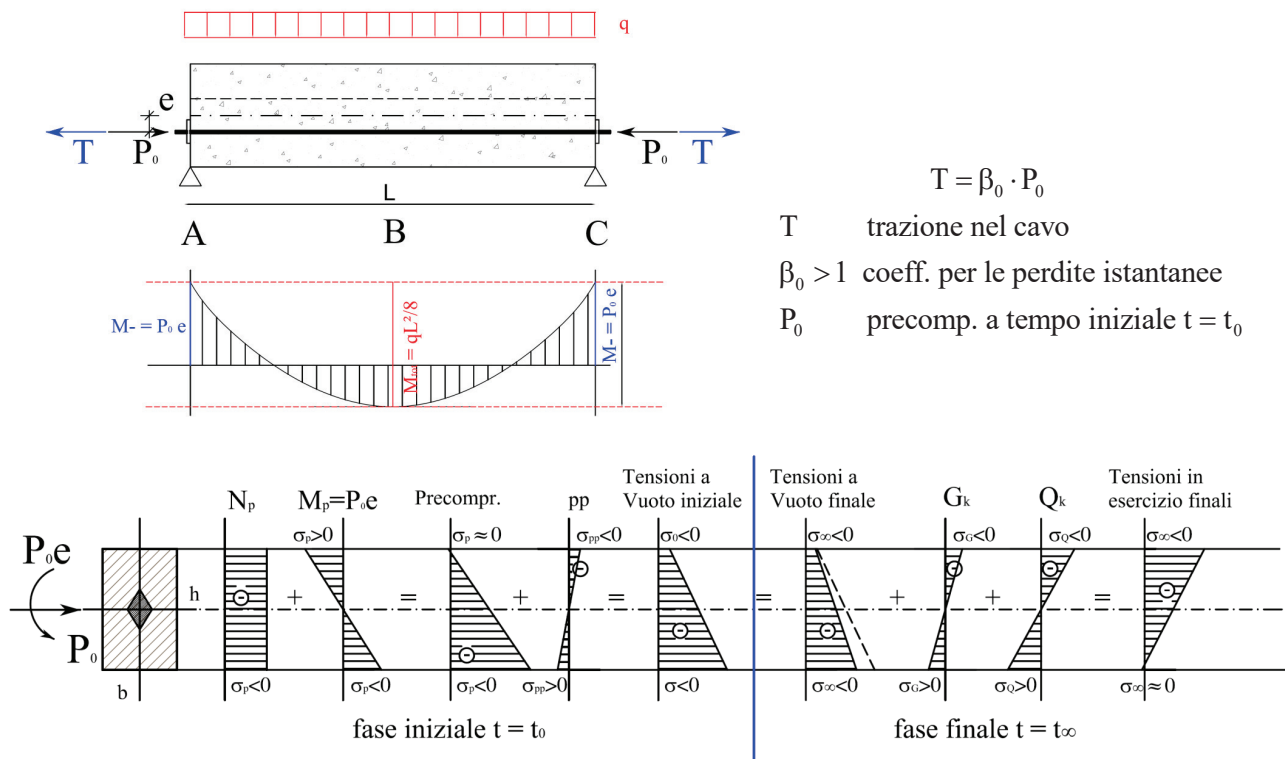 q
e
T P₀ P₀ T
L
A B C
T = β₀ · P₀
T trazione nel cavo
β₀ > 1 coeff. per le perdite istantanee
P₀ precomp. a tempo iniziale t = t₀
M- = P₀ e
Mₜₒₜ = qL²/8
M- = P₀ e
Nₚ Mₚ=P₀e Precompr. pp Tensioni a Vuoto iniziale Tensioni a Vuoto finale Gₖ Qₖ Tensioni in esercizio finali
σₚ>0 σₚ≈0 σₚₚ<0 σ₀<0 σ∞<0 σG<0 σQ<0 σ∞<0
P₀e h - + = + - = = + - + - = -
P₀ - - - -
b σₚ<0 σₚ<0 σₚ<0 σₚₚ>0 σ<0 σ∞<0 σG>0 σQ>0 σ∞≈0
fase iniziale t = t₀ fase finale t = t∞